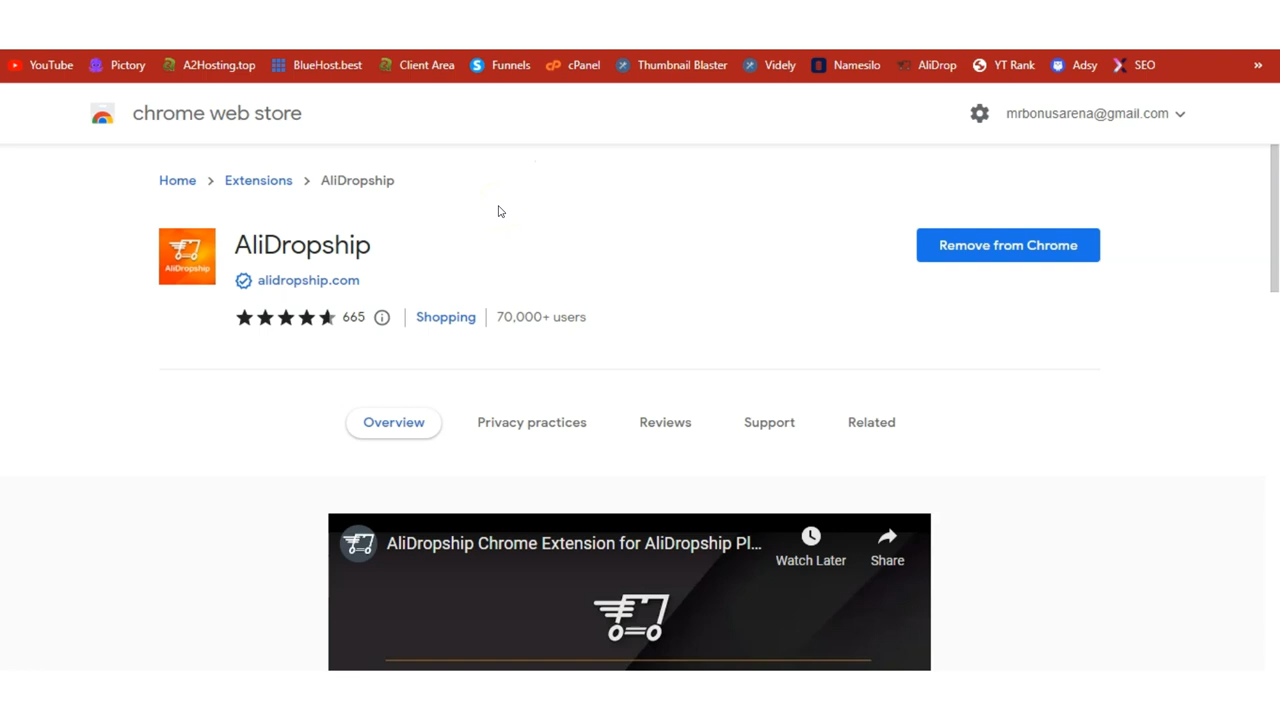 YouTube Pictory A2Hosting.top BlueHost.best Client Area Funnels cPanel Thumbnail Blaster Videly Namesilo AliDrop YT Rank Adsy SEO »
chrome web store mrbonusarena@gmail.com
Home > Extensions > AliDropship
AliDropship
AliDropship
Remove from Chrome
alidropship.com
665 Shopping 70,000+ users
Overview Privacy practices Reviews Support Related
AliDropship Chrome Extension for AliDropship Pl...
Watch Later Share